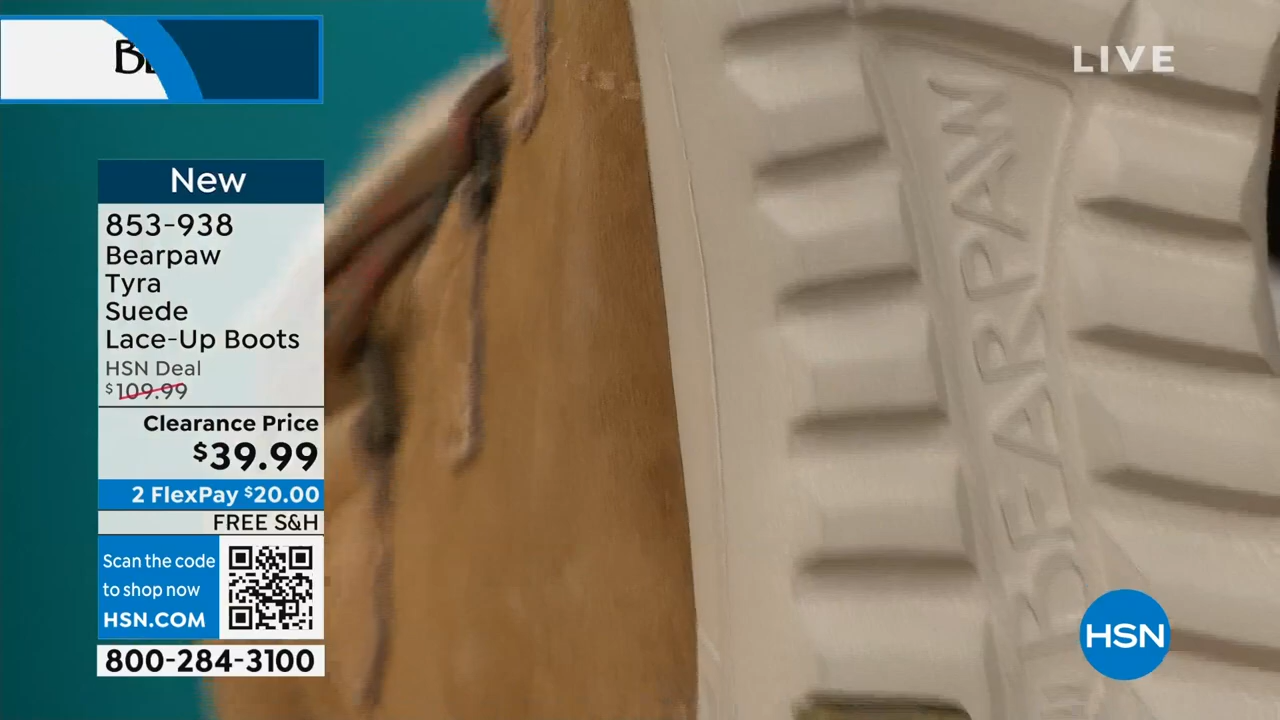 LIVE
New
853-938
Bearpaw
Tyra
Suede
Lace-Up Boots
HSN Deal
$109.99
Clearance Price
$39.99
2 FlexPay $20.00
FREE S&H
Scan the code
to shop now
HSN.COM
800-284-3100
BEARPAW
HSN